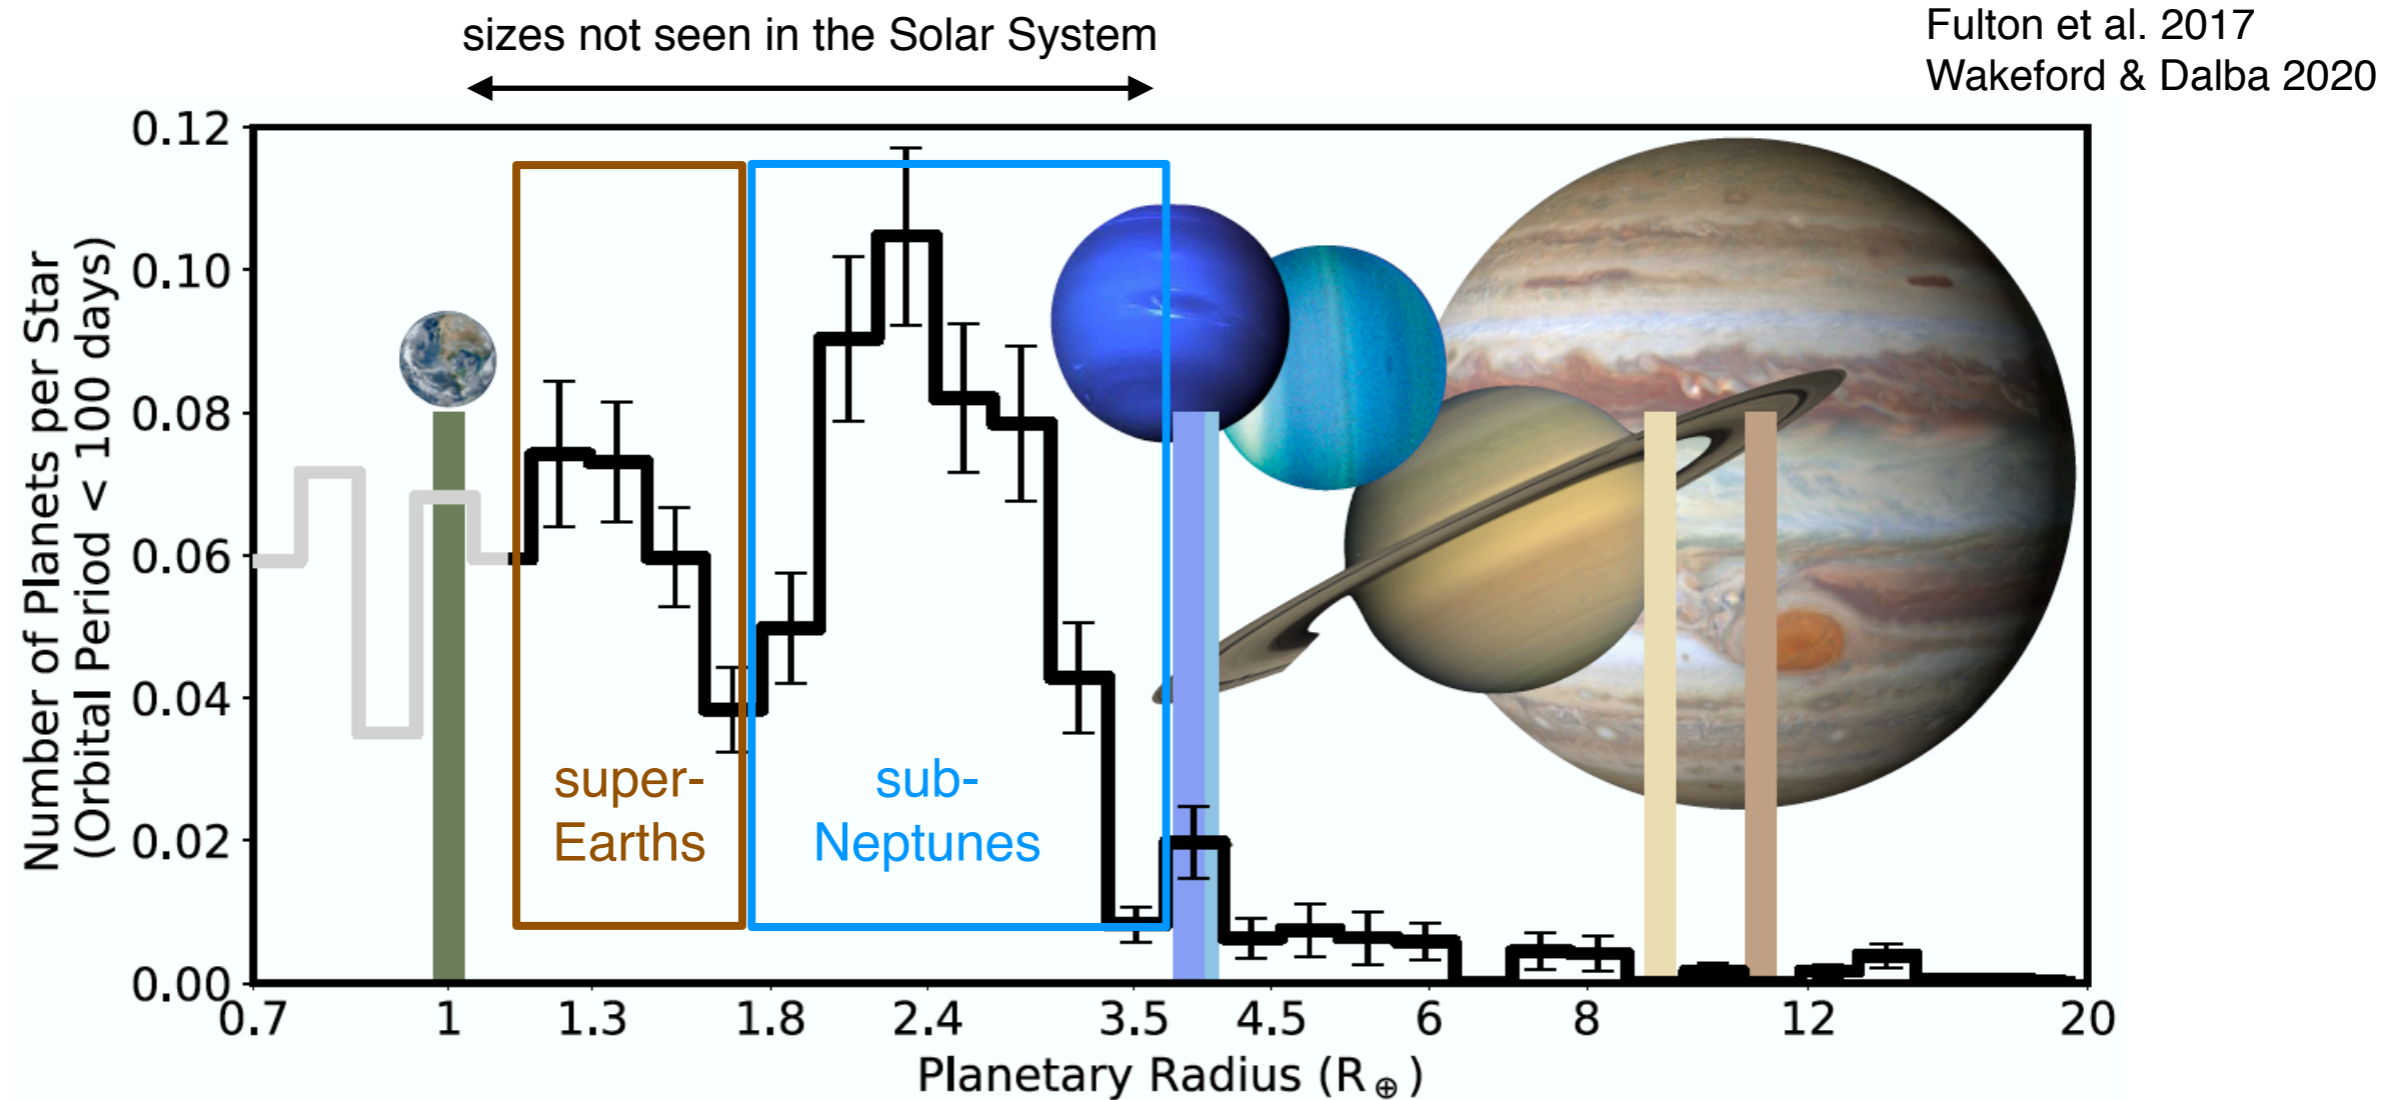 sizes not seen in the Solar System
Fulton et al. 2017
Wakeford & Dalba 2020
Number of Planets per Star
(Orbital Period < 100 days)
0.12
0.10
0.08
0.06
0.04
0.02
0.00
super-
Earths
sub-
Neptunes
0.7 1 1.3 1.8 2.4 3.5 4.5 6 8 12 20
Planetary Radius (R⊕)